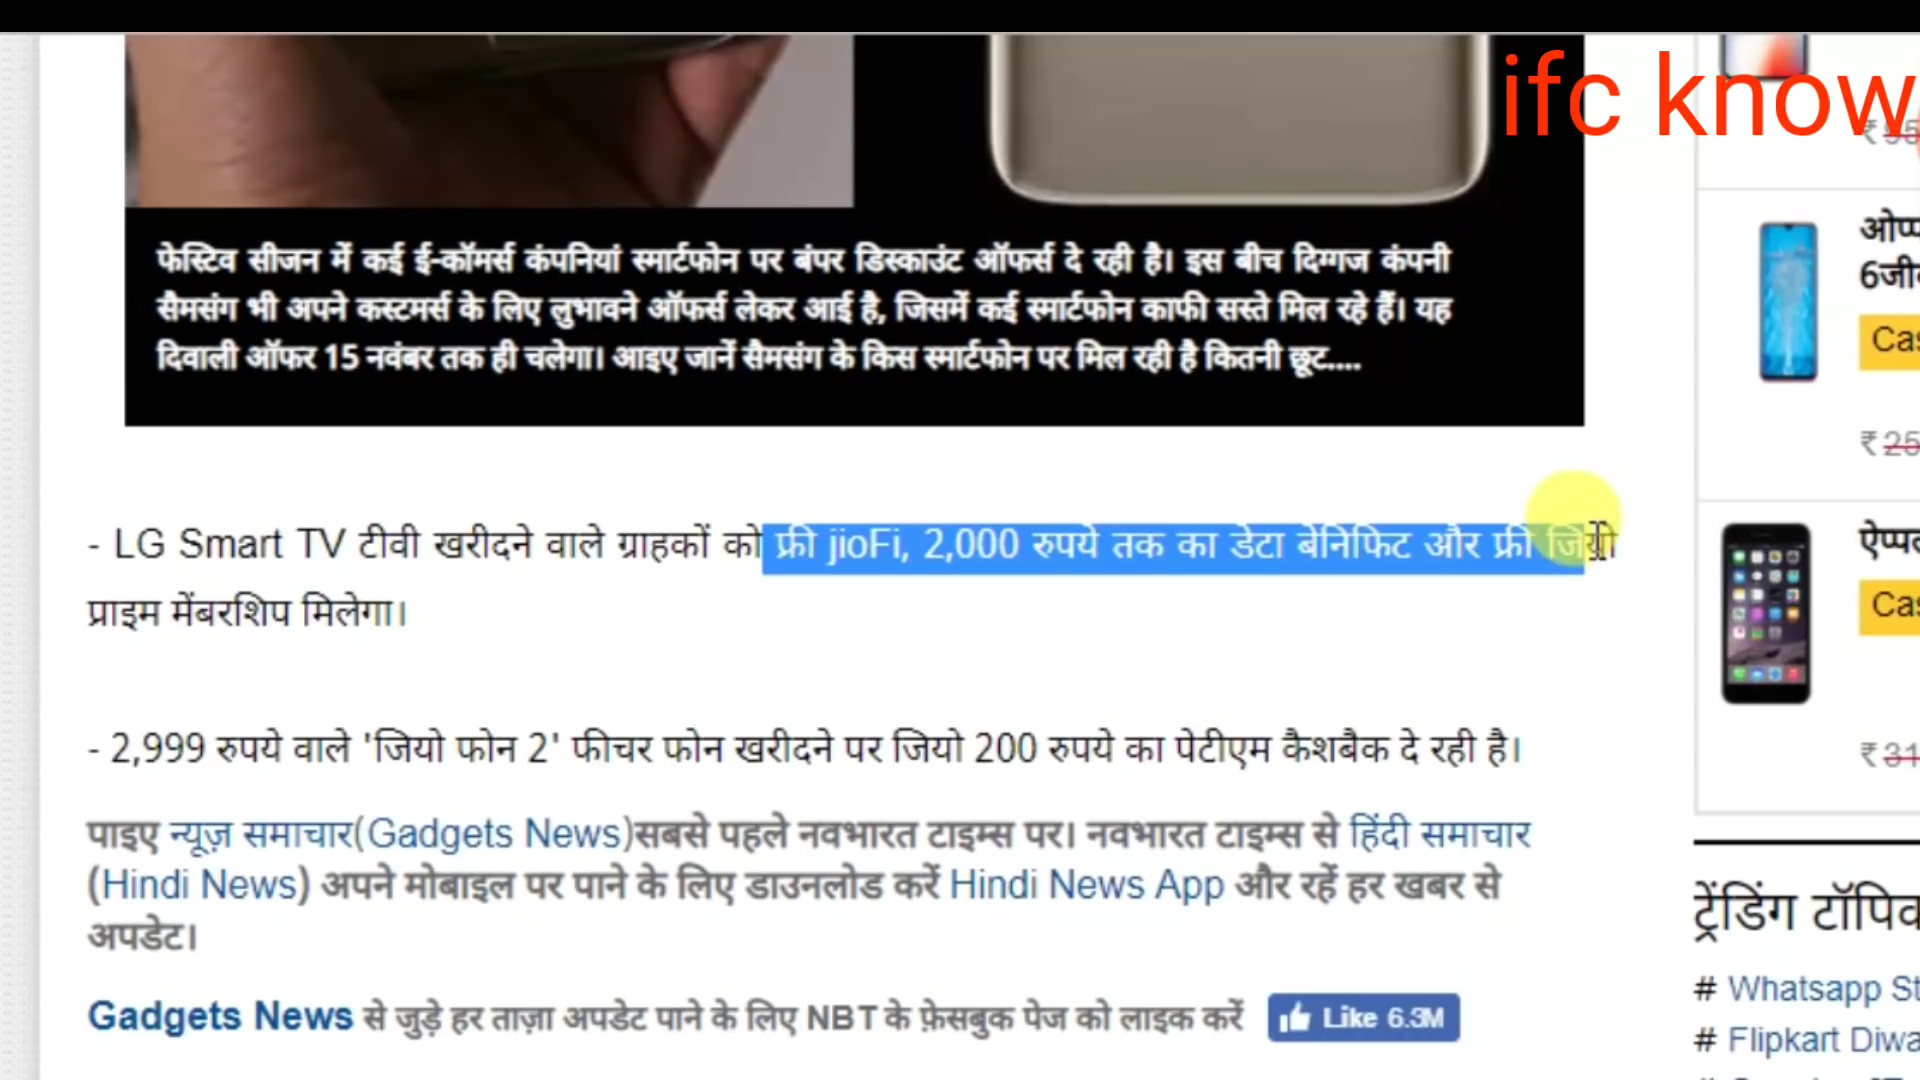 ifc know
फेस्टिव सीजन में कई ई-कॉमर्स कंपनियां स्मार्टफोन पर बंपर डिस्काउंट ऑफर्स दे रही है। इस बीच दिग्गज कंपनी
सैमसंग भी अपने कस्टमर्स के लिए लुभावने ऑफर्स लेकर आई है, जिसमें कई स्मार्टफोन काफी सस्ते मिल रहे हैं। यह
दिवाली ऑफर 15 नवंबर तक ही चलेगा। आइए जानें सैमसंग के किस स्मार्टफोन पर मिल रही है कितनी छूट....
- LG Smart TV टीवी खरीदने वाले ग्राहकों को फ्री jioFi, 2,000 रुपये तक का डेटा बेनिफिट और फ्री जियो
प्राइम मेंबरशिप मिलेगा।
- 2,999 रुपये वाले 'जियो फोन 2' फीचर फोन खरीदने पर जियो 200 रुपये का पेटीएम कैशबैक दे रही है।
पाइए न्यूज़ समाचार(Gadgets News)सबसे पहले नवभारत टाइम्स पर। नवभारत टाइम्स से हिंदी समाचार
(Hindi News) अपने मोबाइल पर पाने के लिए डाउनलोड करें Hindi News App और रहें हर खबर से
अपडेट।
Gadgets News से जुड़े हर ताज़ा अपडेट पाने के लिए NBT के फ़ेसबुक पेज को लाइक करें Like 6.3M
₹95
ओप्प
6जी
Cas
₹25
ऐप्पल
Cas
₹31
ट्रेंडिंग टॉपिक
# Whatsapp St
# Flipkart Diwa